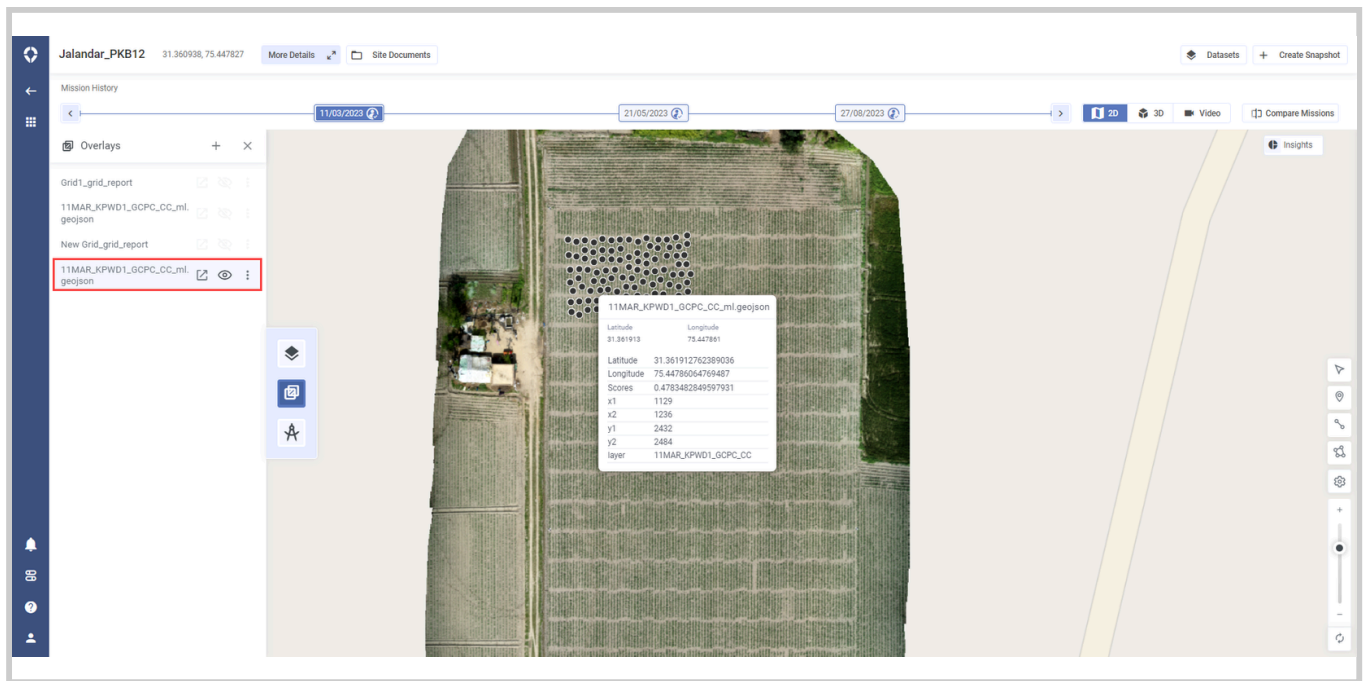 Jalandar_PKB12 31.360938, 75.447827 More Details Site Documents Datasets + Create Snapshot
Mission History
11/03/2023 21/05/2023 27/08/2023 2D 3D Video Compare Missions
Overlays
Insights
Grid1_grid_report
11MAR_KPWD1_GCPC_CC_ml.
geojson
New Grid_grid_report
11MAR_KPWD1_GCPC_CC_ml.
geojson
11MAR_KPWD1_GCPC_CC_ml.geojson
Latitude Longitude
31.361913 75.447861
Latitude 31.361912762389036
Longitude 75.44786064769487
Scores 0.4783482849597931
x1 1129
x2 1236
y1 2432
y2 2484
layer 11MAR_KPWD1_GCPC_CC